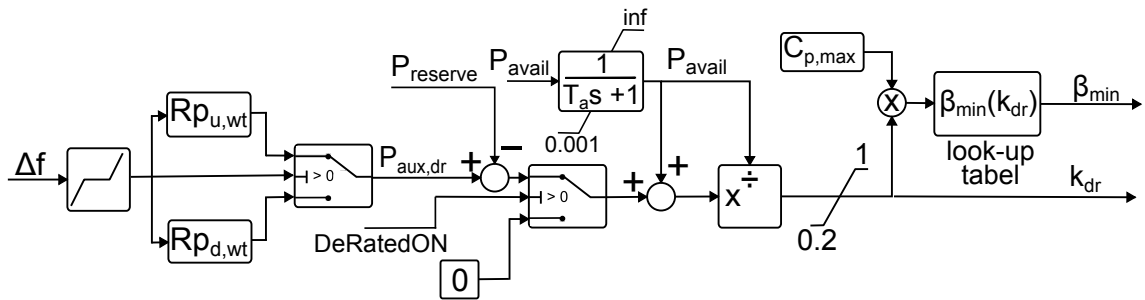 inf
C_p,max
P_reserve
P_avail
1
T_a s +1
P_avail
0.001
Rp_u,wt
Δf
> 0
P_aux,dr
+
−
Rp_d,wt
DeRatedON
> 0
0
+
+
x
÷
1
0.2
x
β_min(k_dr)
look-up
tabel
β_min
k_dr